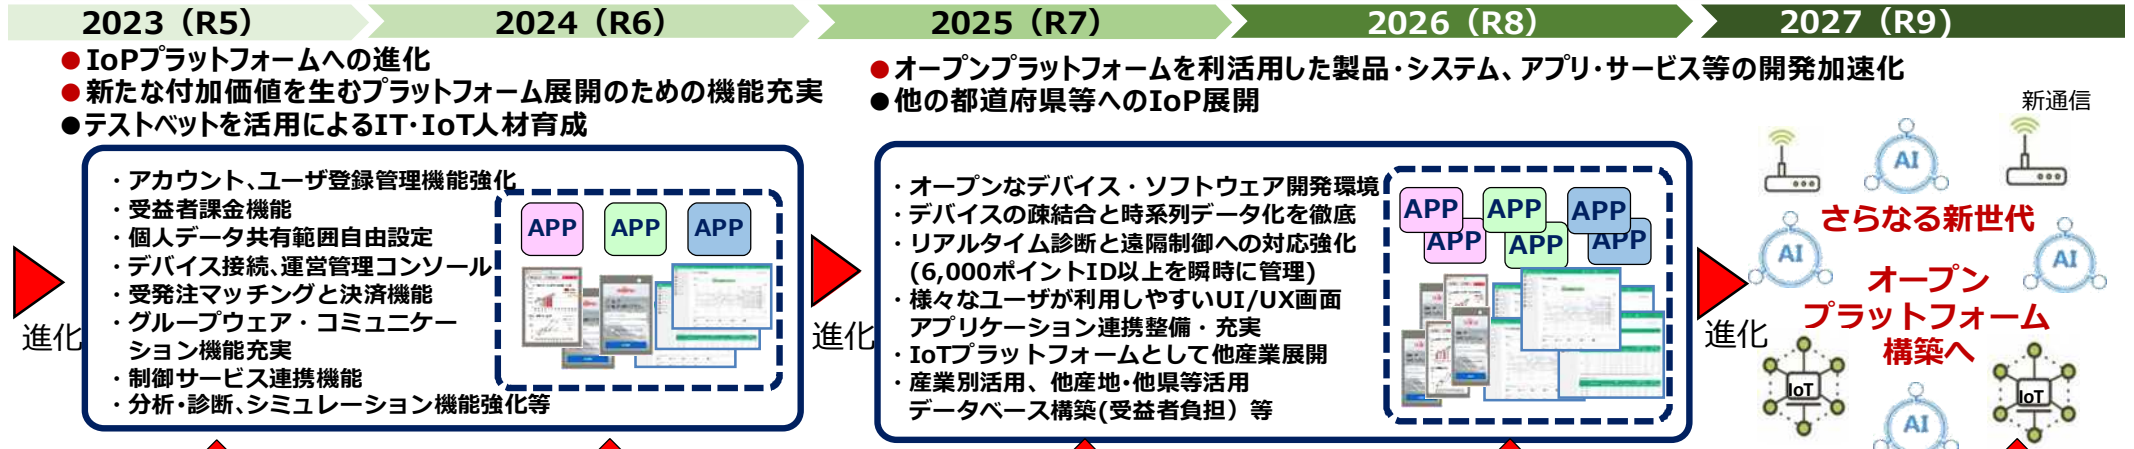 2023（R5）
2024（R6）
2025（R7）
2026（R8）
2027（R9）
●IoPプラットフォームへの進化
●新たな付加価値を生むプラットフォーム展開のための機能充実
●テストベットを活用によるIT･IoT人材育成
・アカウント、ユーザ登録管理機能強化
・受益者課金機能
・個人データ共有範囲自由設定
・デバイス接続、運営管理コンソール
・受発注マッチングと決済機能
・グループウェア・コミュニケー
ション機能充実
・制御サービス連携機能
・分析･診断、シミュレーション機能強化等
APP
APP
APP
進化
進化
●オープンプラットフォームを利活用した製品･システム、アプリ･サービス等の開発加速化
●他の都道府県等へのIoP展開
・オープンなデバイス・ソフトウェア開発環境
・デバイスの疎結合と時系列データ化を徹底
・リアルタイム診断と遠隔制御への対応強化
(6,000ポイントID以上を瞬時に管理)
・様々なユーザが利用しやすいUI/UX画面
アプリケーション連携整備・充実
・IoTプラットフォームとして他産業展開
・産業別活用、他産地･他県等活用
データベース構築(受益者負担）等
APP
APP
APP
APP
APP
APP
進化
新通信
AI
さらなる新世代
AI
AI
オープン
プラットフォーム
構築へ
IoT
IoT
AI